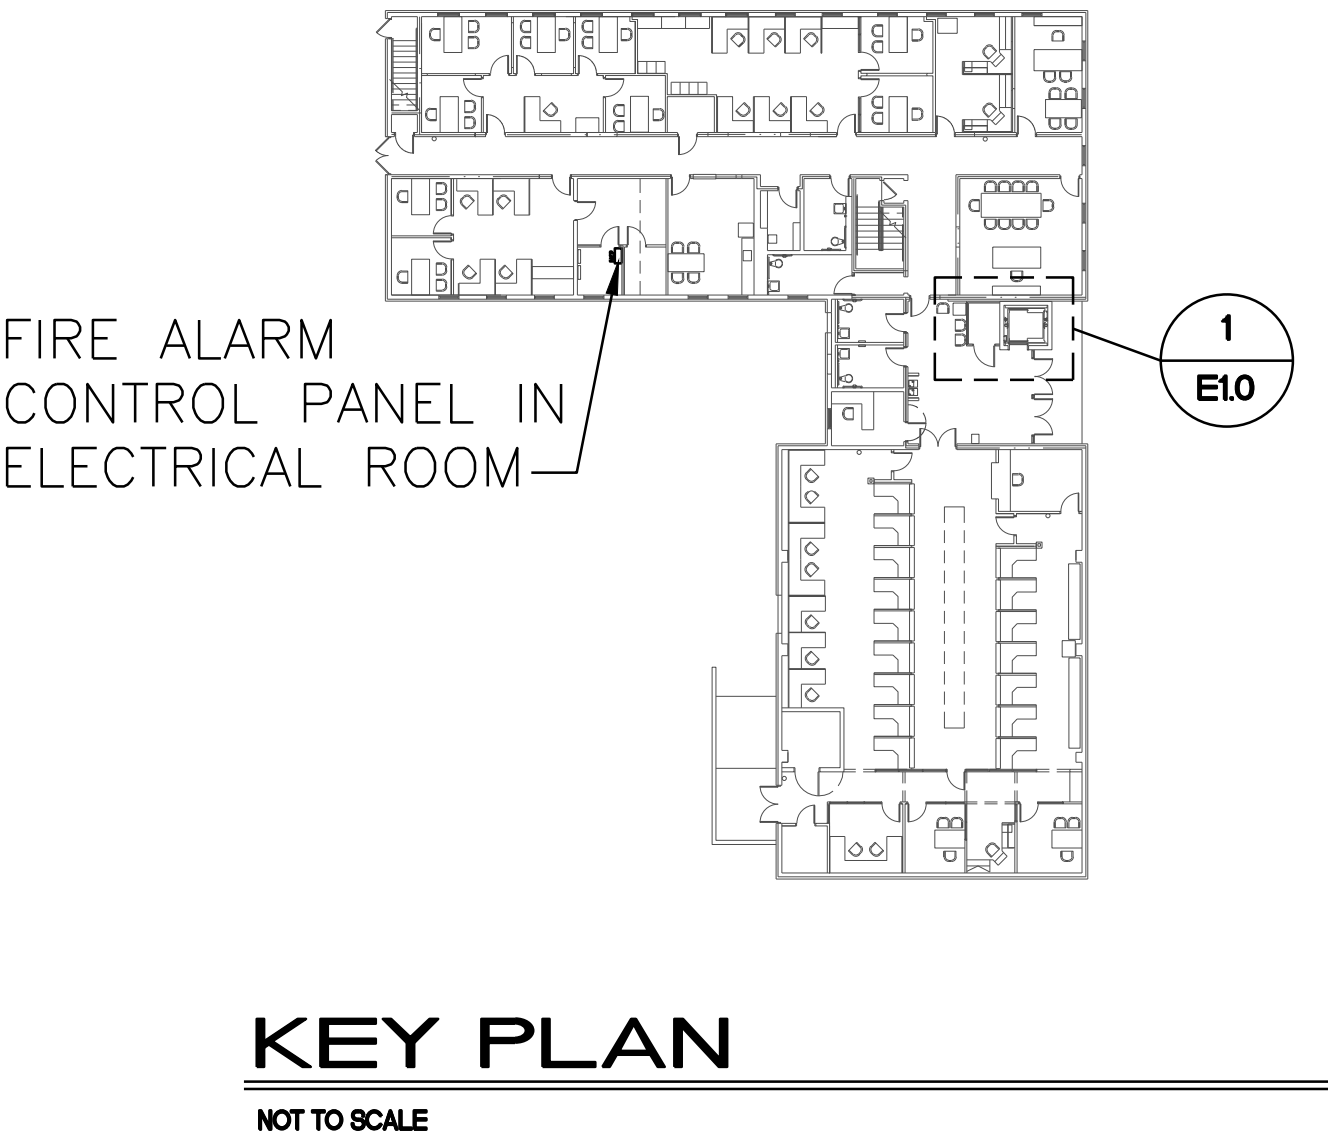 FIRE ALARM
CONTROL PANEL IN
ELECTRICAL ROOM
1
E1.0
KEY PLAN
NOT TO SCALE